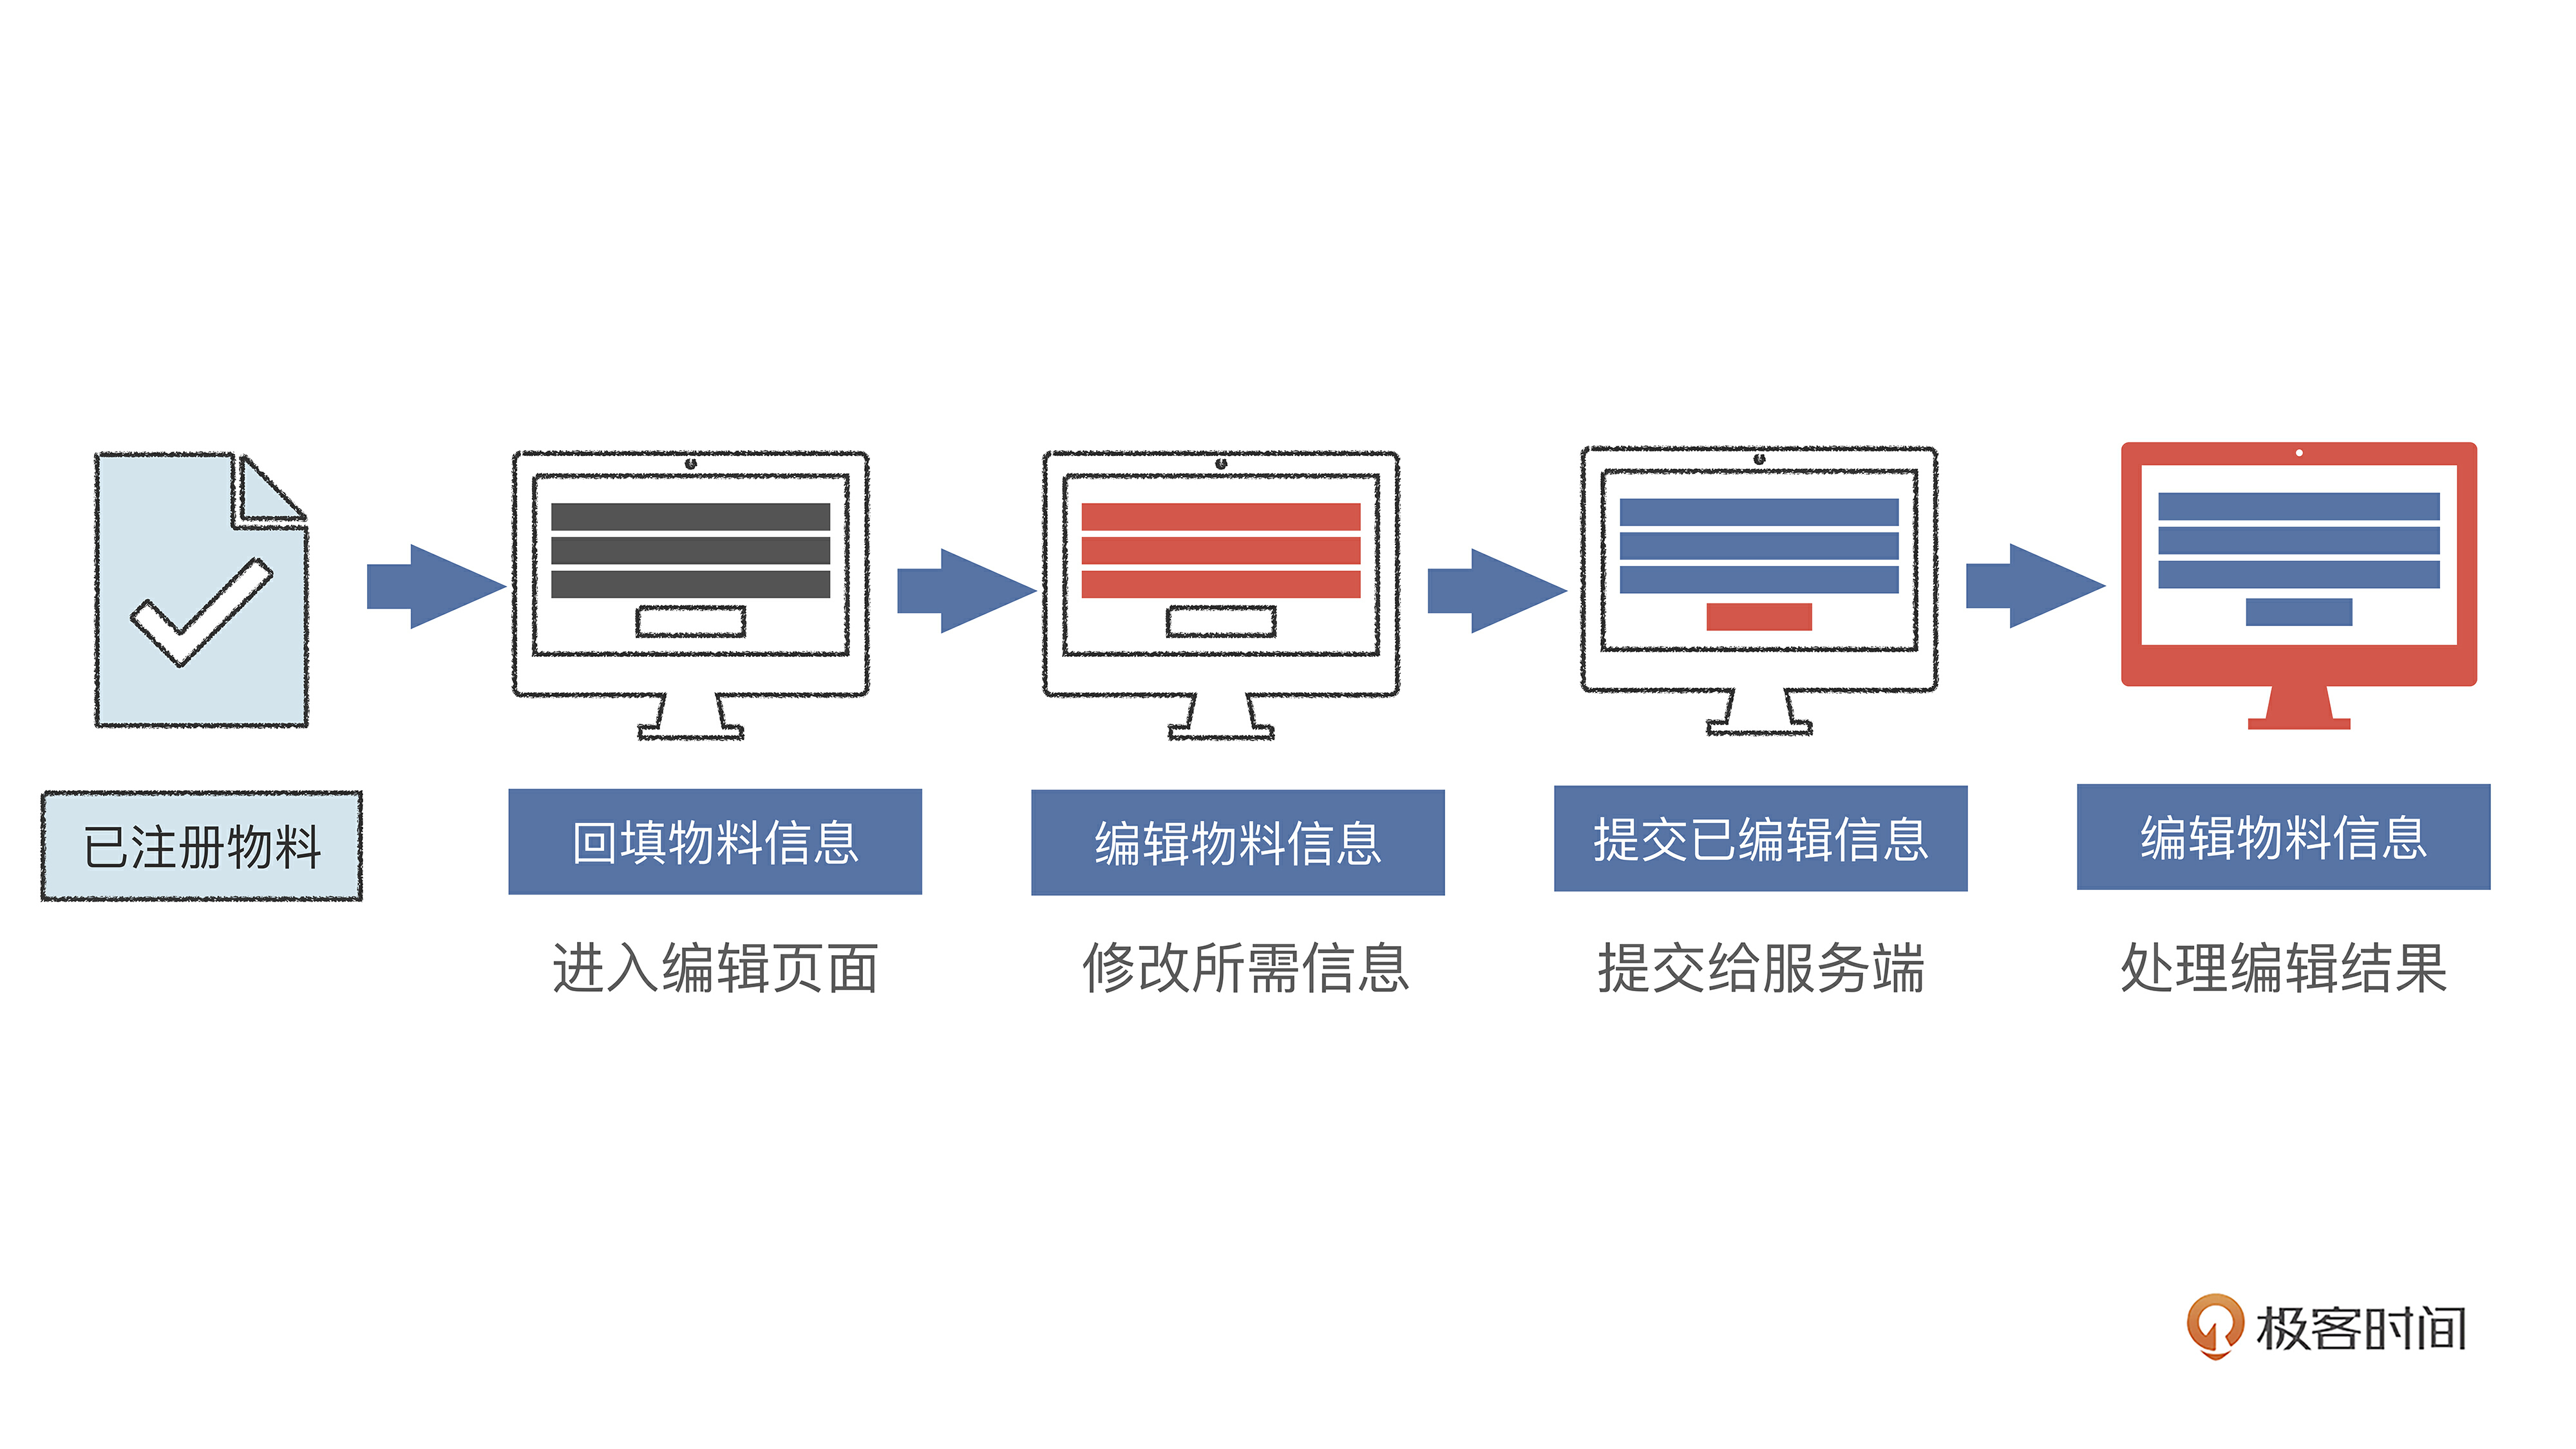 已注册物料
回填物料信息
编辑物料信息
提交已编辑信息
编辑物料信息
进入编辑页面
修改所需信息
提交给服务端
处理编辑结果
极客时间